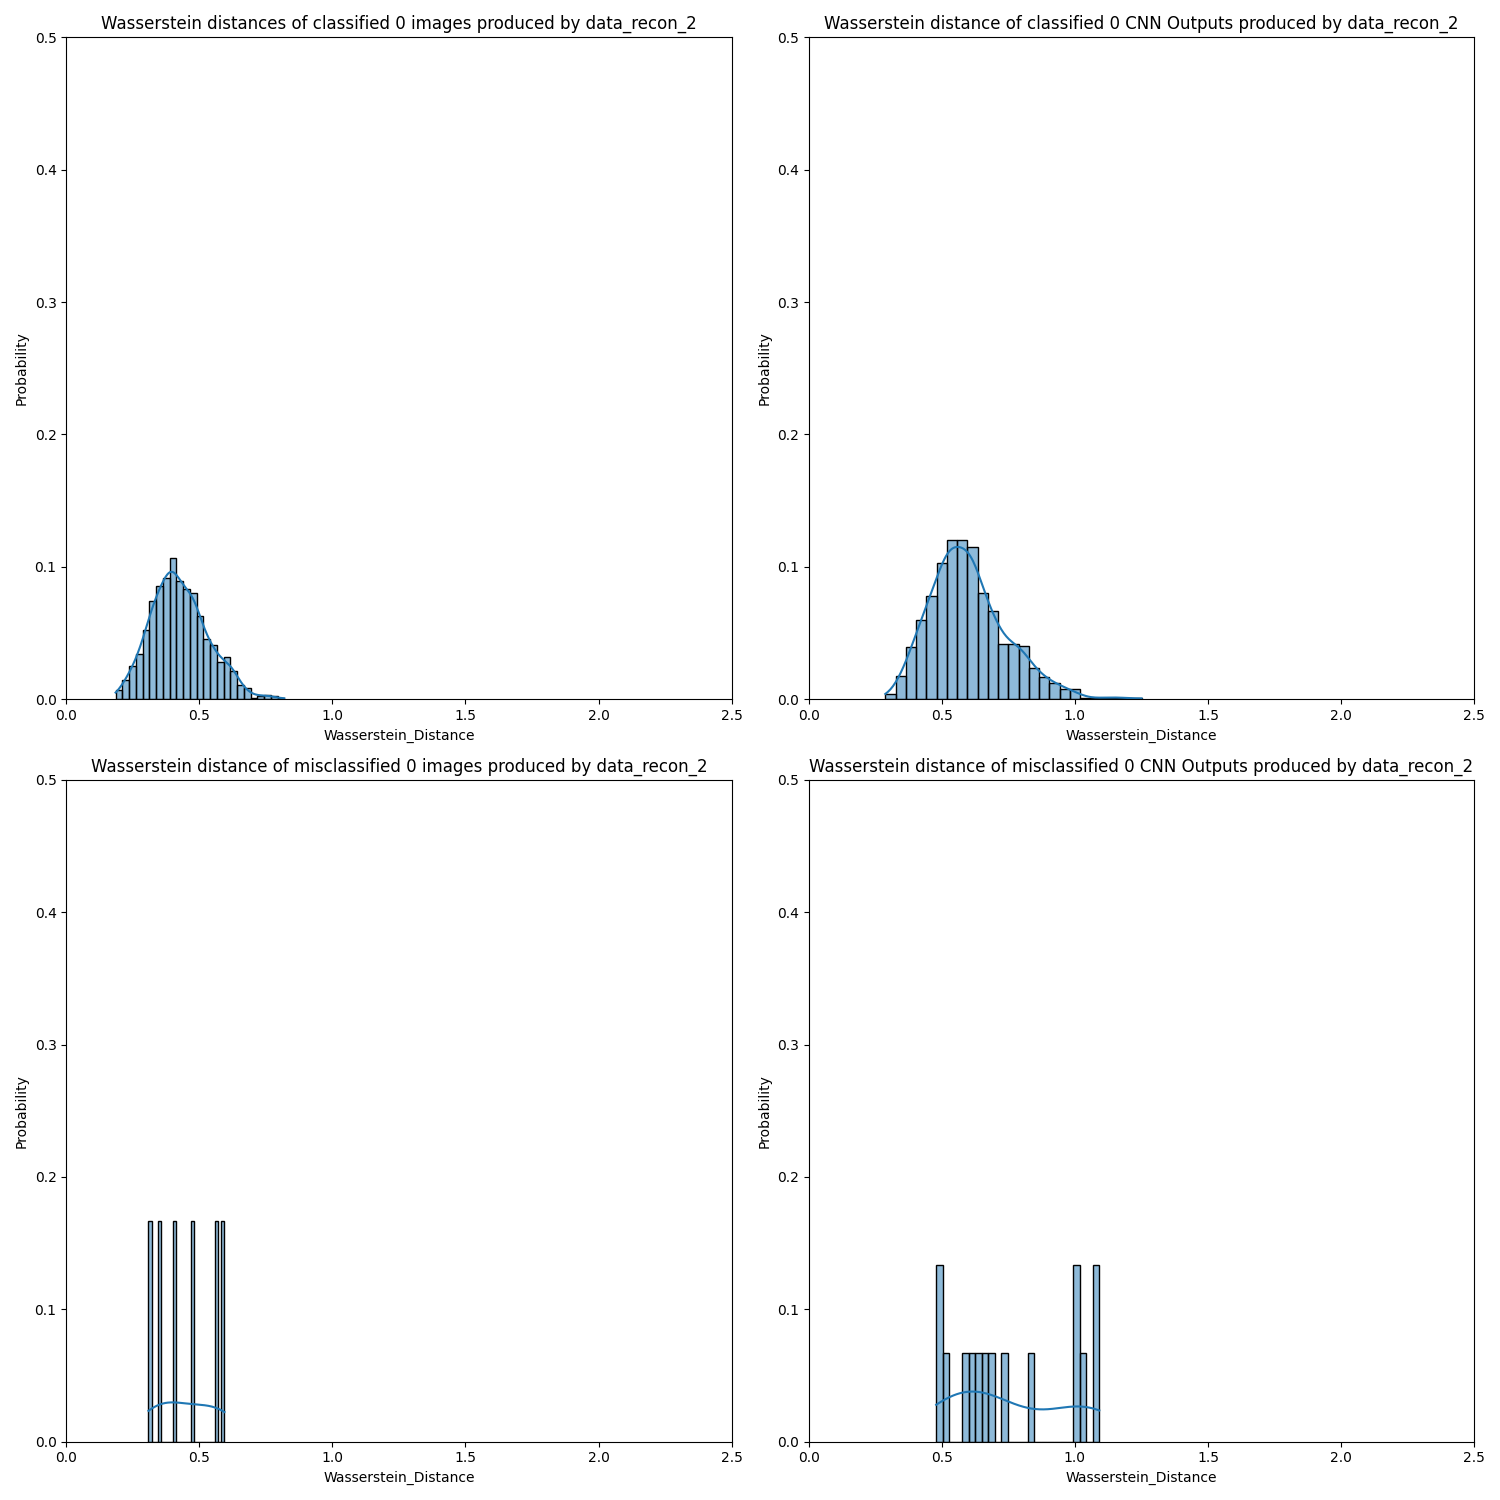 Wasserstein distances of classified 0 images produced by data_recon_2
0.5
0.4
0.3
0.2
0.1
0.0
Probability
0.0 0.5 1.0 1.5 2.0 2.5
Wasserstein_Distance
Wasserstein distance of classified 0 CNN Outputs produced by data_recon_2
0.5
0.4
0.3
0.2
0.1
0.0
Probability
0.0 0.5 1.0 1.5 2.0 2.5
Wasserstein_Distance
Wasserstein distance of misclassified 0 images produced by data_recon_2
0.5
0.4
0.3
0.2
0.1
0.0
Probability
0.0 0.5 1.0 1.5 2.0 2.5
Wasserstein_Distance
Wasserstein distance of misclassified 0 CNN Outputs produced by data_recon_2
0.5
0.4
0.3
0.2
0.1
0.0
Probability
0.0 0.5 1.0 1.5 2.0 2.5
Wasserstein_Distance